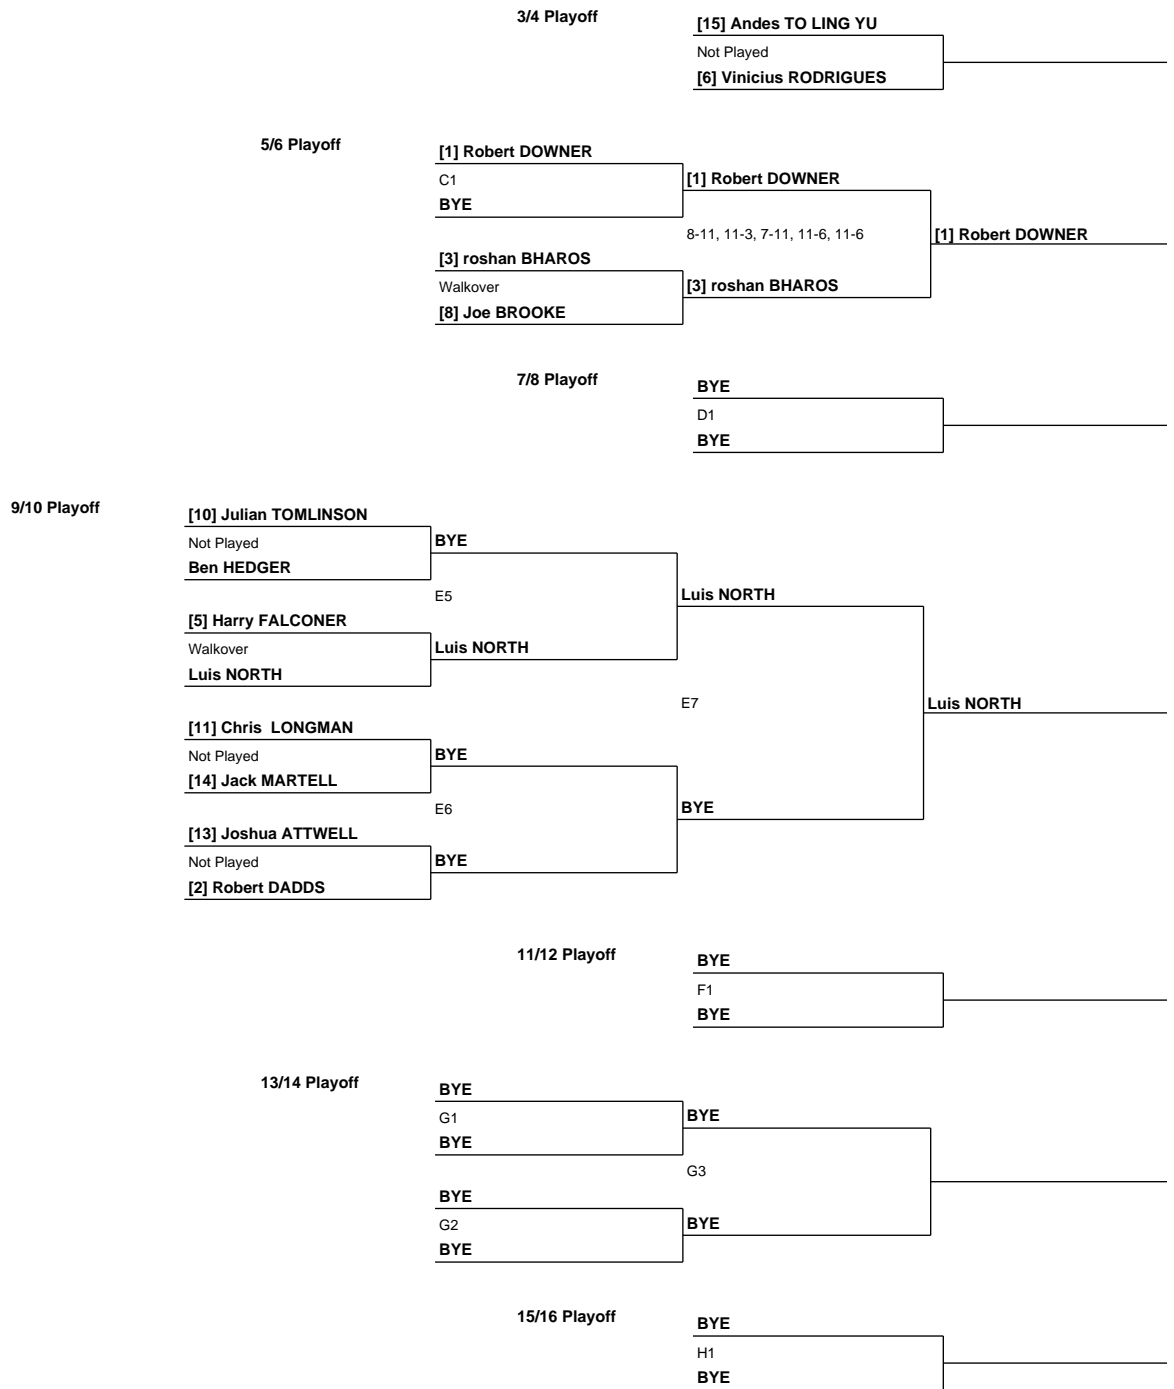 3/4 Playoff
[15] Andes TO LING YU
Not Played
[6] Vinicius RODRIGUES
5/6 Playoff
[1] Robert DOWNER
C1
BYE
[1] Robert DOWNER
8-11, 11-3, 7-11, 11-6, 11-6
[1] Robert DOWNER
[3] roshan BHAROS
Walkover
[8] Joe BROOKE
[3] roshan BHAROS
7/8 Playoff
BYE
D1
BYE
9/10 Playoff
[10] Julian TOMLINSON
Not Played
Ben HEDGER
BYE
E5
Luis NORTH
[5] Harry FALCONER
Walkover
Luis NORTH
Luis NORTH
E7
Luis NORTH
[11] Chris  LONGMAN
Not Played
[14] Jack MARTELL
BYE
E6
BYE
[13] Joshua ATTWELL
Not Played
[2] Robert DADDS
BYE
11/12 Playoff
BYE
F1
BYE
13/14 Playoff
BYE
G1
BYE
BYE
G3
BYE
G2
BYE
BYE
15/16 Playoff
BYE
H1
BYE